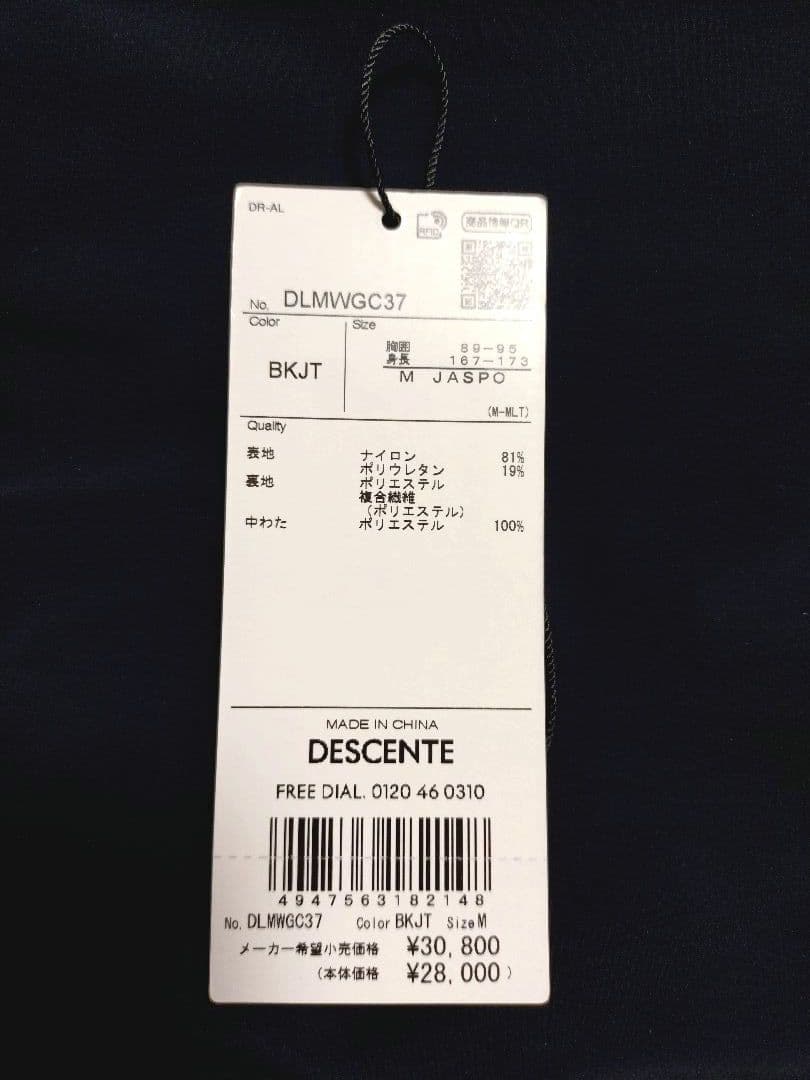 DR-AL
RFID
商品情報QR
No. DLMWGC37
Color
Size
BKJT
胸囲 89-95
身長 167-173
M JASPO
(M-MLT)
Quality
表地 ナイロン 81%
ポリウレタン 19%
裏地 ポリエステル
複合繊維
(ポリエステル)
中わた ポリエステル 100%
MADE IN CHINA
DESCENTE
FREE DIAL. 0120 46 0310
4947563182148
No. DLMWGC37 Color BKJT Size M
メーカー希望小売価格 ¥30,800
(本体価格 ¥28,000)